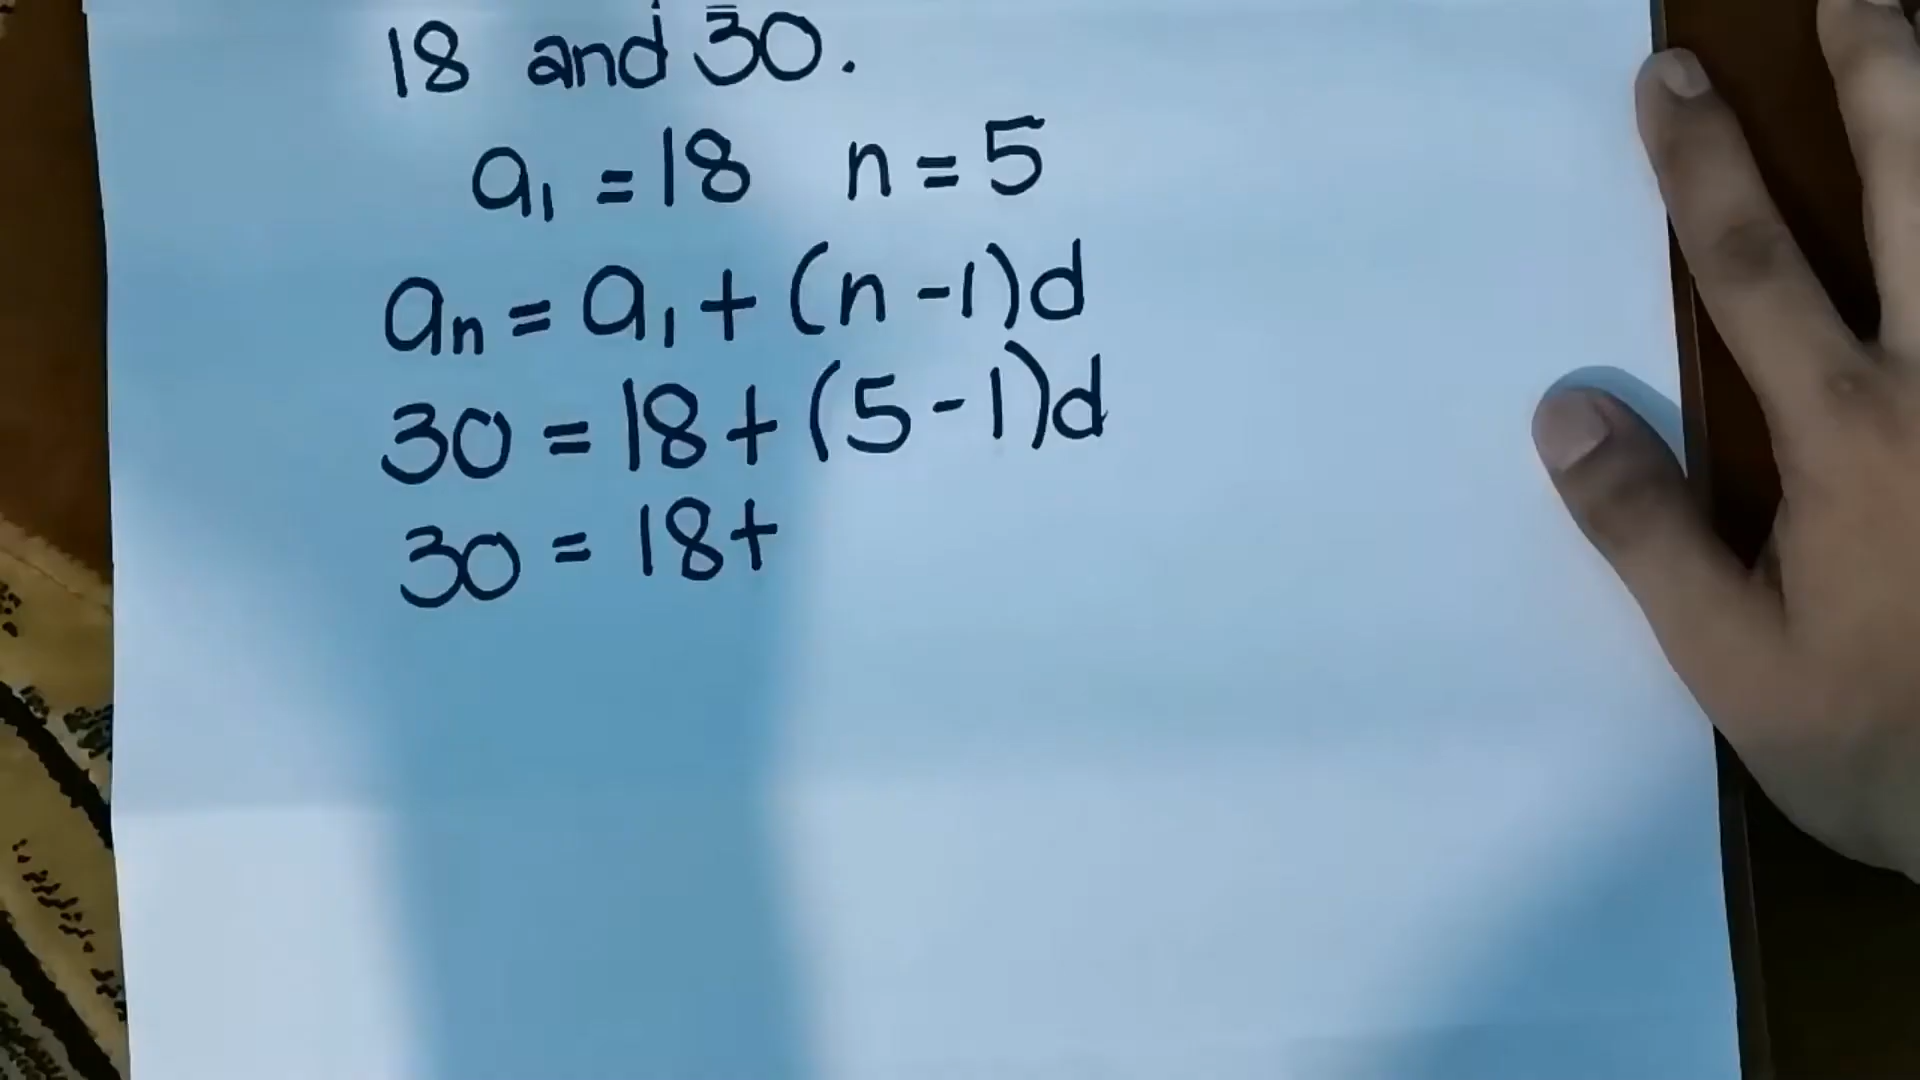 18 and 30.
a₁ = 18 n = 5
aₙ = a₁ + (n - 1)d
30 = 18 + (5 - 1)d
30 = 18 +